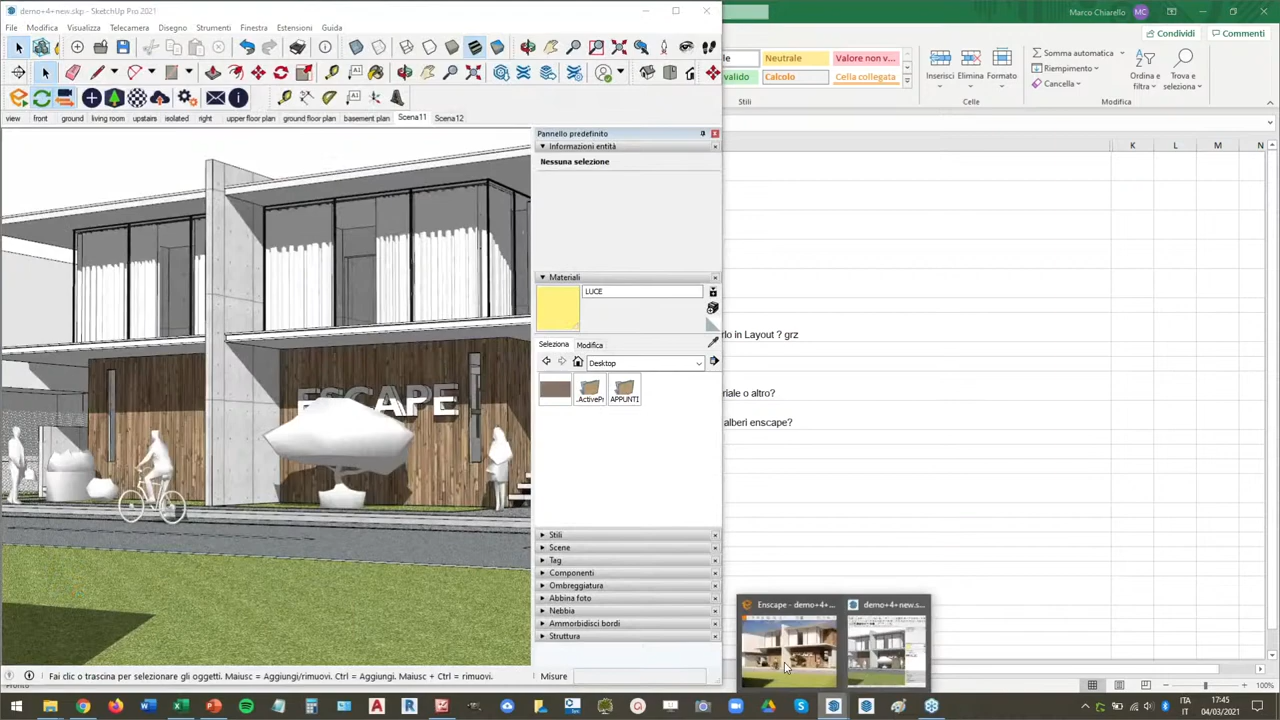 demo+4+new.skp - SketchUp Pro 2021
Marco Chiarello
MC
File Modifica Visualizza Telecamera Disegno Strumenti Finestra Estensioni Guida
Condividi
Commenti
Neutrale
Valore non v...
Calcolo
Cella collegata
Stili
Inserisci
Elimina
Formato
Celle
Somma automatica
Riempimento
Cancella
Ordina e filtra
Trova e seleziona
Modifica
view front ground living room upstairs isolated right upper floor plan ground floor plan basement plan Scena11 Scena12
Pannello predefinito
Informazioni entità
Nessuna selezione
K L M N
Materiali
LUCE
Seleziona
Modifica
Desktop
.ActivePr
APPUNTI
rlo in Layout ? grz
riale o altro?
alberi enscape?
ESCAPE
Stili
Scene
Tag
Componenti
Ombreggiatura
Abbina foto
Nebbia
Ammorbidisci bordi
Struttura
Enscape - demo+4+...
demo+4+new.s...
Fai clic o trascina per selezionare gli oggetti. Maiusc = Aggiungi/rimuovi. Ctrl = Aggiungi. Maiusc + Ctrl = rimuovi.
Misure
Pronto
100%
ITA
17:45
04/03/2021